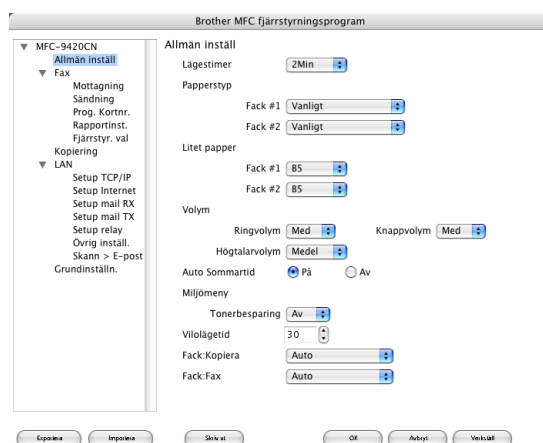 Brother MFC fjärrstyrningsprogram
MFC-9420CN
Allmän inställ
Fax
Mottagning
Sändning
Prog. Kortnr.
Rapportinst.
Fjärrstyr. val
Kopiering
LAN
Setup TCP/IP
Setup Internet
Setup mail RX
Setup mail TX
Setup relay
Övrig inställ.
Skann > E-post
Grundinställn.
Allmän inställ
Lägestimer 2Min
Papperstyp
Fack #1 Vanligt
Fack #2 Vanligt
Litet papper
Fack #1 B5
Fack #2 B5
Volym
Ringvolym Med Knappvolym Med
Högtalarvolym Medel
Auto Sommartid På Av
Miljömeny
Tonerbesparing Av
Vilolägetid 30
Fack:Kopiera Auto
Fack:Fax Auto
Exportera Importera Skriv ut OK Avbryt Verkställ